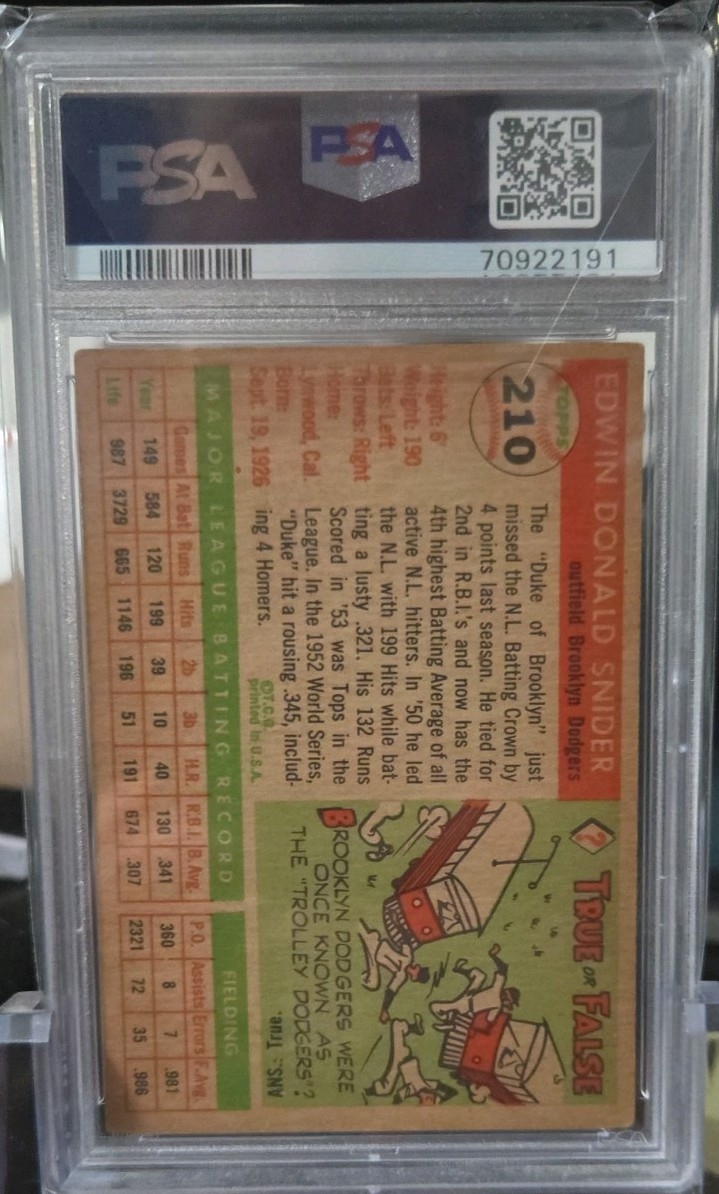 PSA
PSA
70922191
EDWIN DONALD SNIDER
outfield Brooklyn Dodgers
TOPPS
210
Height: 6'
Weight: 190
Bats: Left
Throws: Right
Home:
Lynwood, Cal.
Born:
Sept. 19, 1926
The "Duke of Brooklyn" just
missed the N.L. Batting Crown by
4 points last season. He tied for
2nd in R.B.I.'s and now has the
4th highest Batting Average of all
active N.L. hitters. In '50 he led
the N.L. with 199 Hits while bat-
ting a lusty .321. His 132 Runs
Scored in '53 was Tops in the
League. In the 1952 World Series,
"Duke" hit a rousing .345, includ-
ing 4 Homers.
©T.C.G.
printed in U.S.A.
? TRUE OR FALSE
BROOKLYN DODGERS WERE
ONCE KNOWN AS
THE "TROLLEY DODGERS"?
ANS: True.
MAJOR LEAGUE BATTING RECORD FIELDING
Games At Bat Runs Hits 2b 3b H.R. R.B.I. B. Avg. P.O. Assists Errors F. Avg.
Year 149 584 120 199 39 10 40 130 .341 360 8 7 .981
Life 987 3729 665 1146 196 51 191 674 .307 2321 72 35 .986
PSA